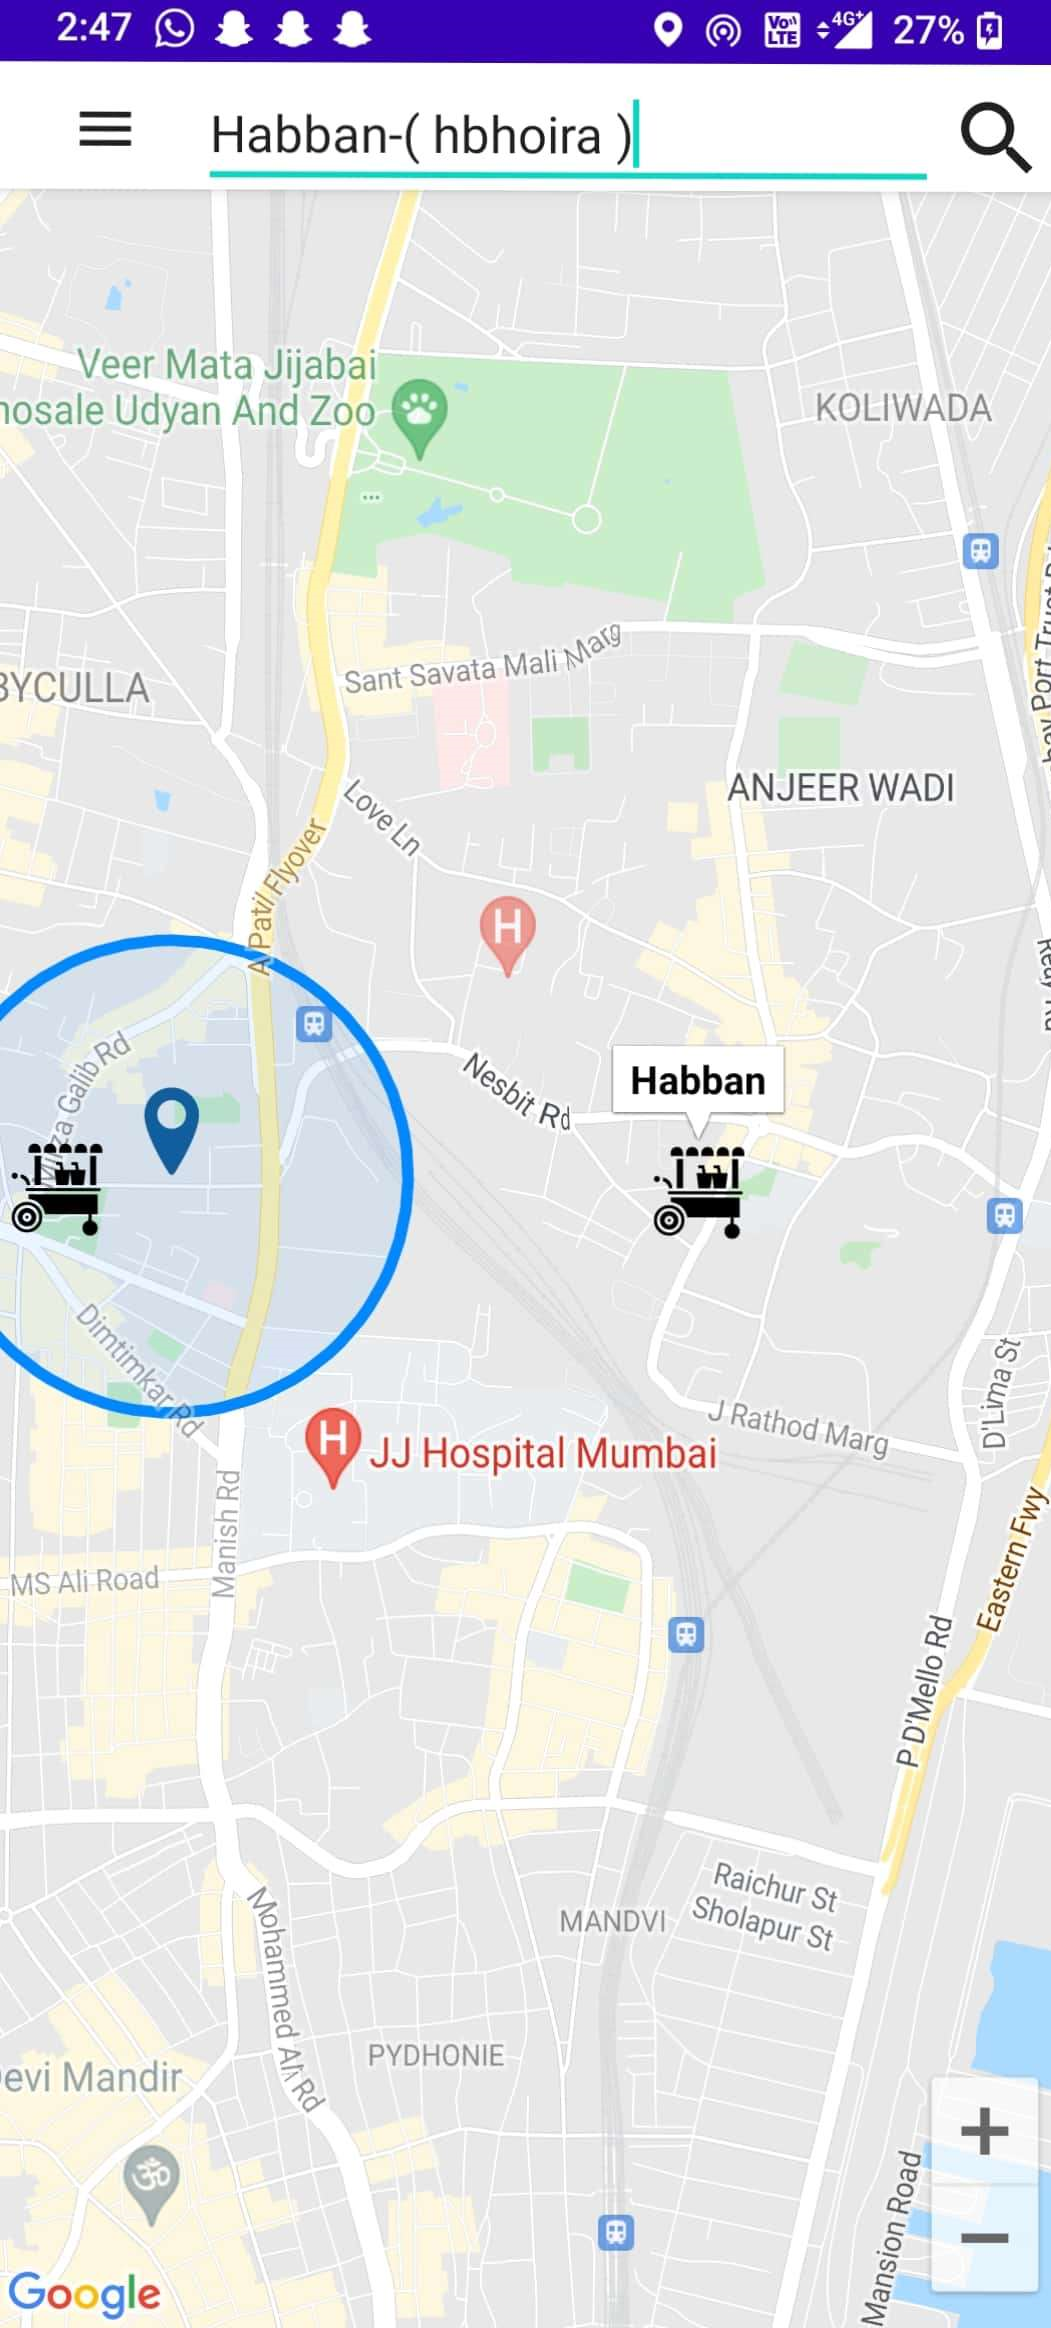 2:47
Vo))
LTE
4G+
27%
Habban-( hbhoira )
Veer Mata Jijabai
hosale Udyan And Zoo
KOLIWADA
Sant Savata Mali Marg
BYCULLA
Love Ln
ANJEER WADI
A Patil Flyover
H
Mirza Galib Rd
Nesbit Rd
Habban
Dimtimkar Rd
H
JJ Hospital Mumbai
J Rathod Marg
D'Lima St
Manish Rd
MS Ali Road
Eastern Fwy
P D'Mello Rd
Raichur St
Sholapur St
MANDVI
Mohammed Ali Rd
PYDHONIE
evi Mandir
ॐ
Mansion Road
Google